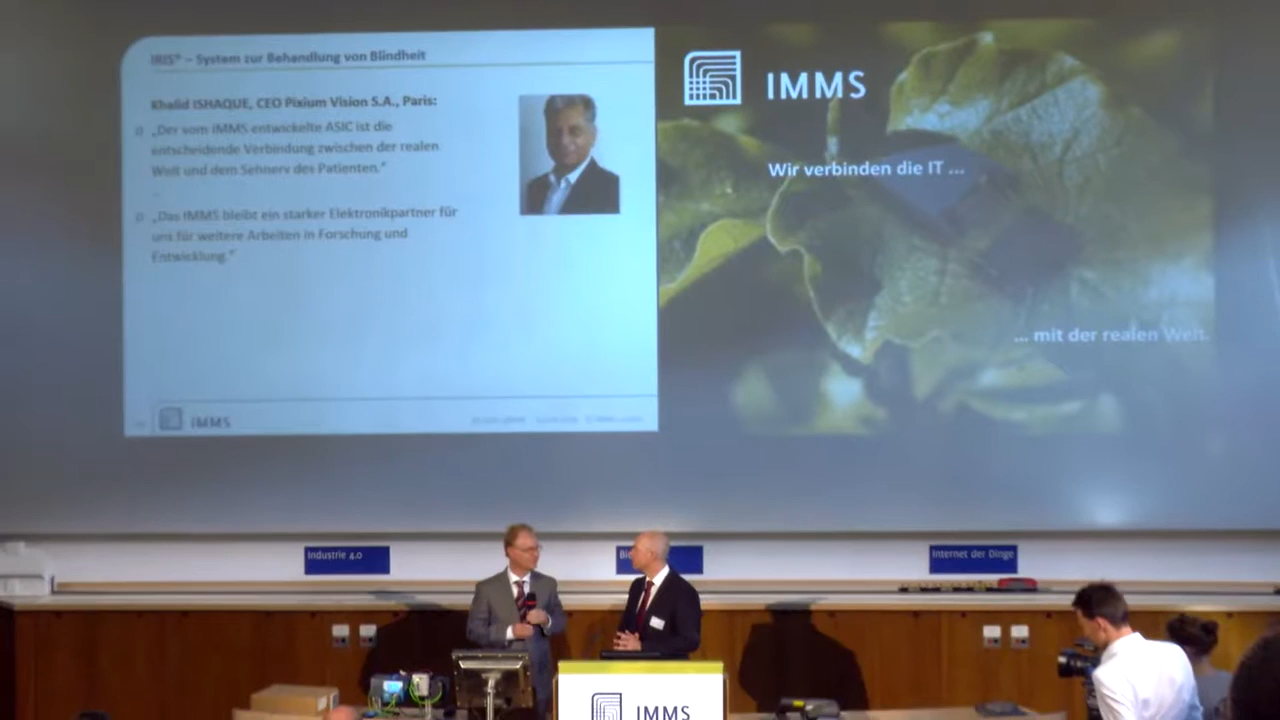 IRIS® – System zur Behandlung von Blindheit
Khalid ISHAQUE, CEO Pixium Vision S.A., Paris:
„Der vom IMMS entwickelte ASIC ist die
entscheidende Verbindung zwischen der realen
Welt und dem Sehnerv des Patienten."
...
„Das IMMS bleibt ein starker Elektronikpartner für
uns für weitere Arbeiten in Forschung und
Entwicklung."
IMMS
IMMS
Wir verbinden die IT ...
... mit der realen Welt.
Industrie 4.0
Internet der Dinge
IMMS